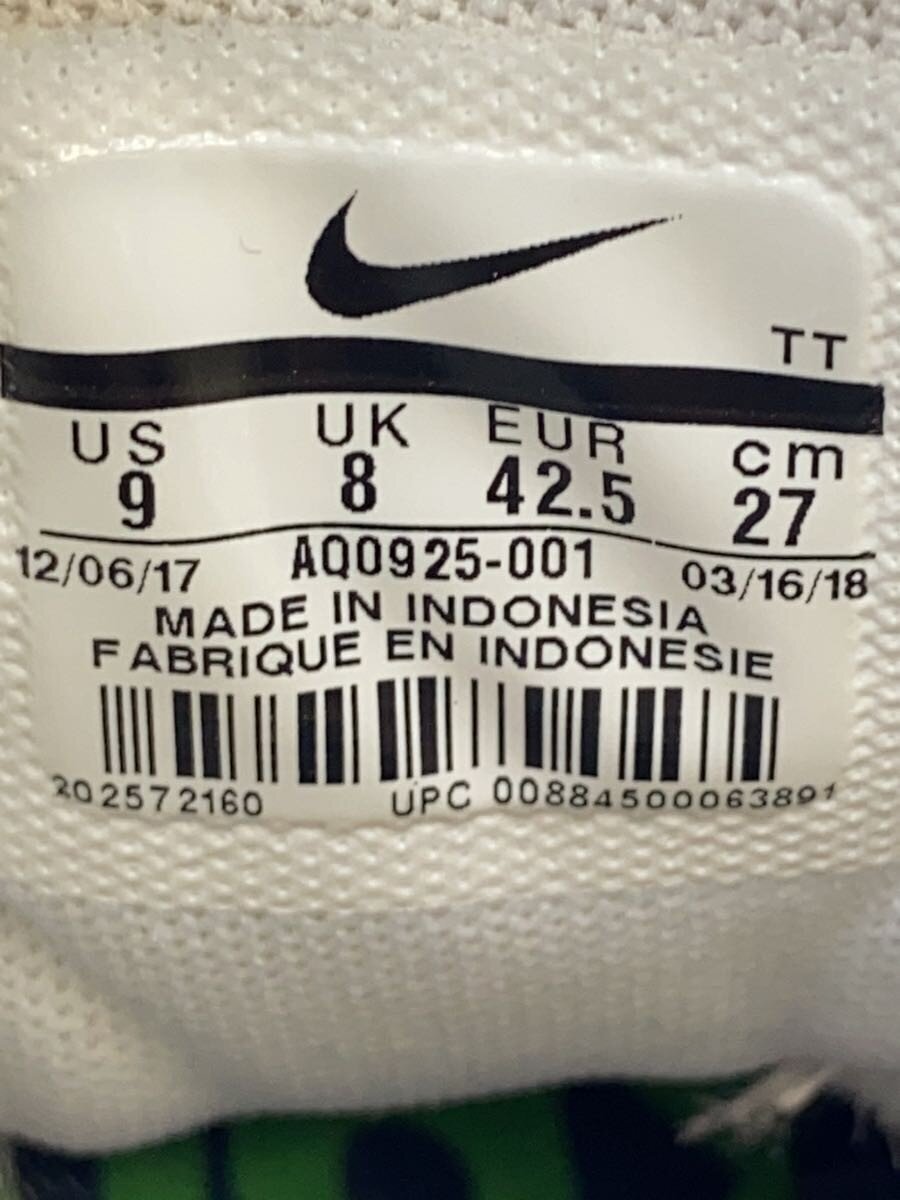 TT
US UK EUR cm
9 8 42.5 27
12/06/17 AQ0925-001 03/16/18
MADE IN INDONESIA
FABRIQUE EN INDONESIE
202572160 UPC 00884500063891